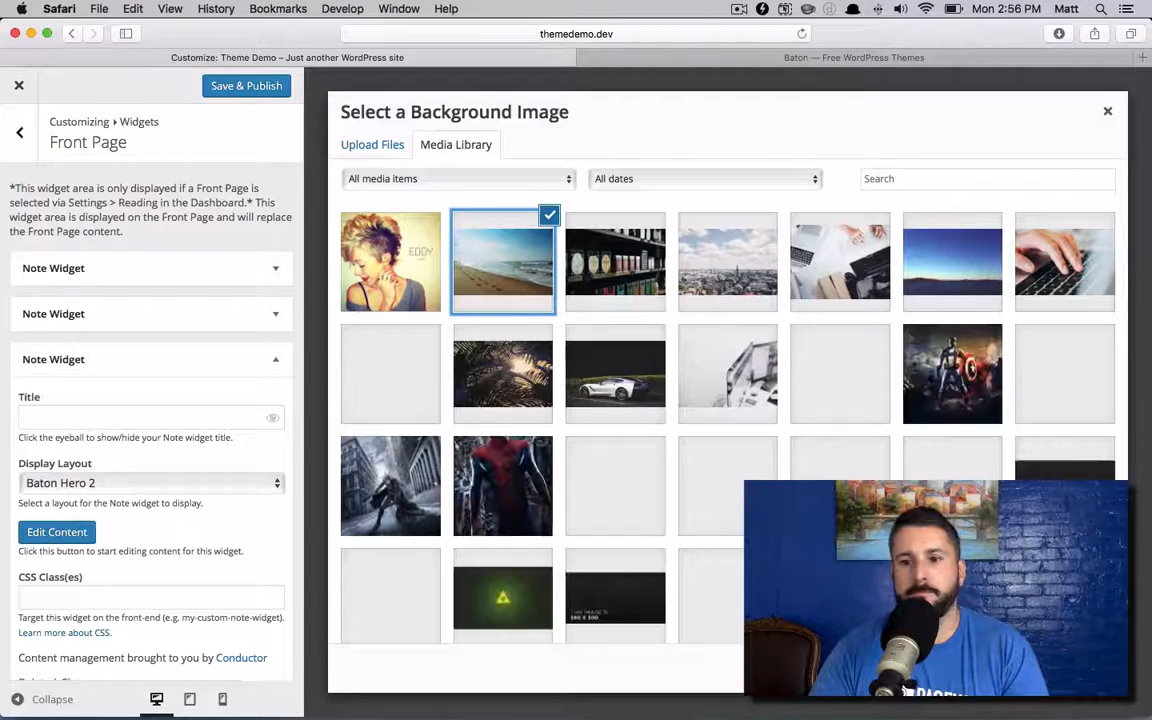 Safari File Edit View History Bookmarks Develop Window Help
Mon 2:56 PM Matt
themedemo.dev
Customize: Theme Demo – Just another WordPress site
Baton — Free WordPress Themes
Save & Publish
Customizing ▸ Widgets
Front Page
*This widget area is only displayed if a Front Page is
selected via Settings > Reading in the Dashboard.* This
widget area is displayed on the Front Page and will replace
the Front Page content.
Note Widget
Note Widget
Note Widget
Title
Click the eyeball to show/hide your Note widget title.
Display Layout
Baton Hero 2
Select a layout for the Note widget to display.
Edit Content
Click this button to start editing content for this widget.
CSS Class(es)
Target this widget on the front-end (e.g. my-custom-note-widget).
Learn more about CSS.
Content management brought to you by Conductor
Collapse
Select a Background Image
Upload Files
Media Library
All media items
All dates
Search
EDDY